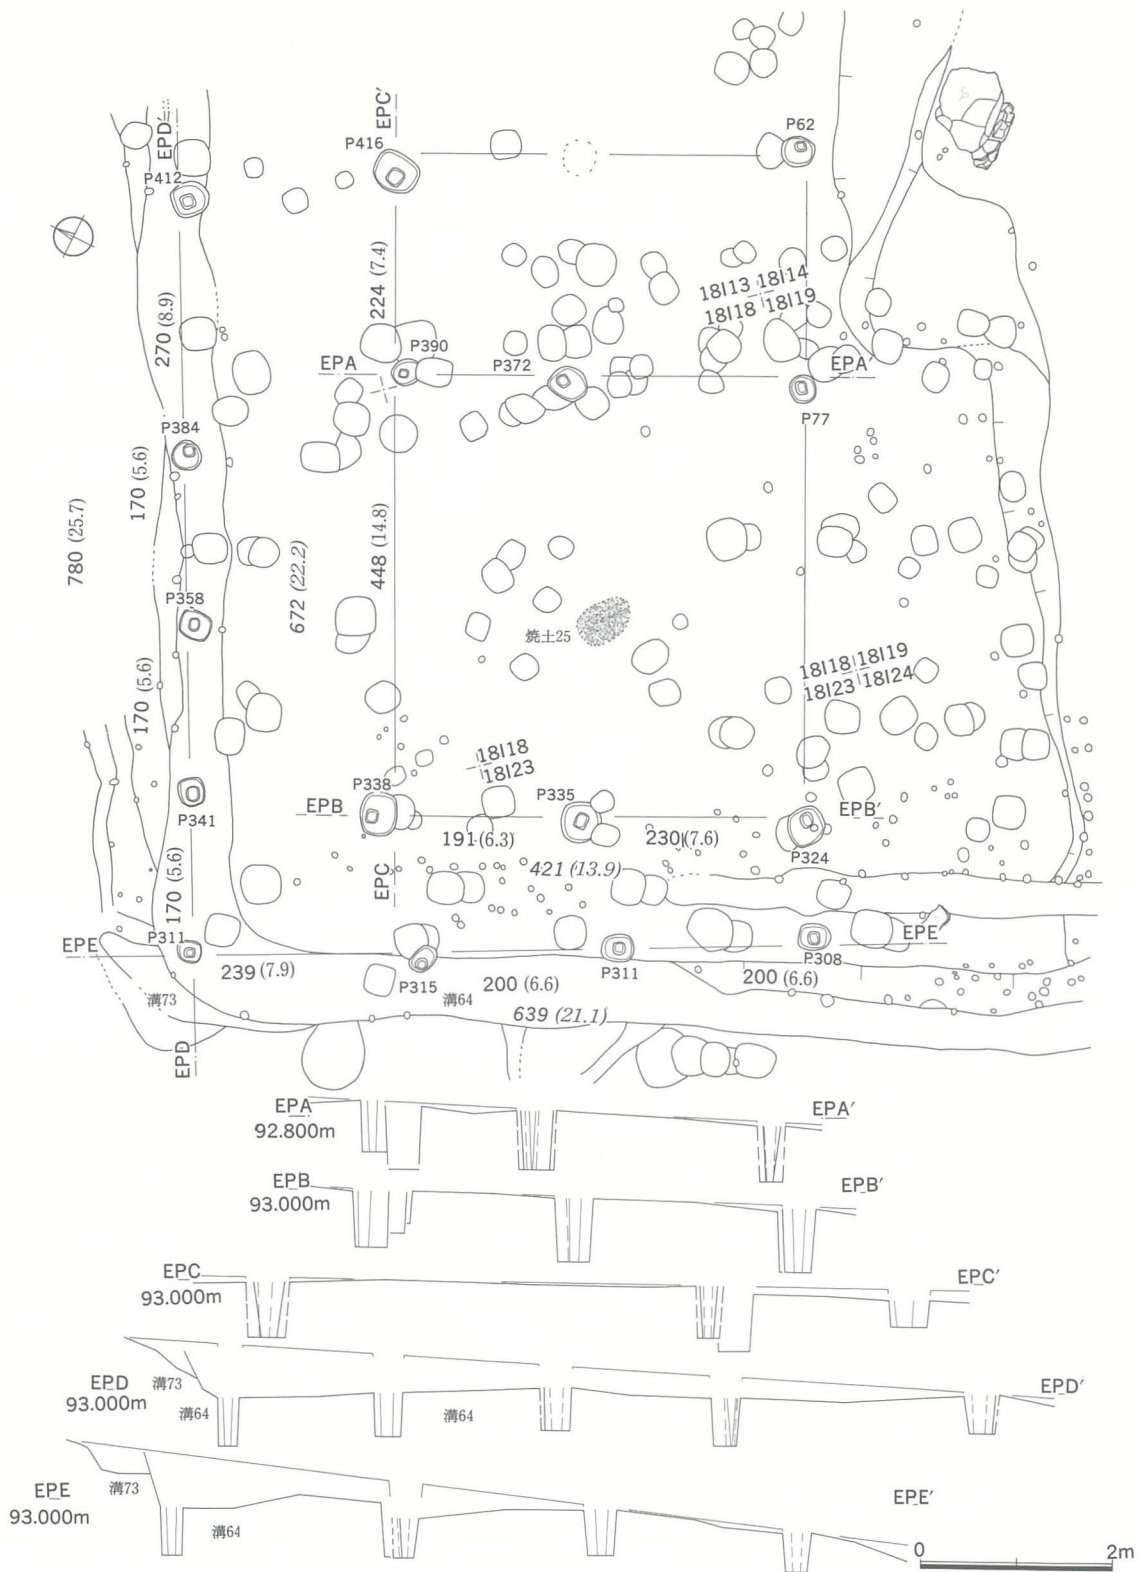 EPD′
EPC′
P416
P62
P412
270 (8.9)
224 (7.4)
18I13 18I14
18I18 18I19
EPA
P390
P372
EPA′
P77
P384
170 (5.6)
780 (25.7)
672 (22.2)
448 (14.8)
P358
焼土25
18I18 18I19
18I23 18I24
170 (5.6)
18I18
18I23
P338
P335
EPB
EPB′
P341
191 (6.3)
230 (7.6)
P324
421 (13.9)
EPC
170 (5.6)
P311
EPE
EPE′
P308
P311
239 (7.9)
P315
200 (6.6)
200 (6.6)
溝73
溝64
639 (21.1)
EPD
EPA
EPA′
92.800m
EPB
EPB′
93.000m
EPC
EPC′
93.000m
EPD
溝73
EPD′
93.000m
溝64
溝64
EPE
溝73
EPE′
93.000m
溝64
0
2m